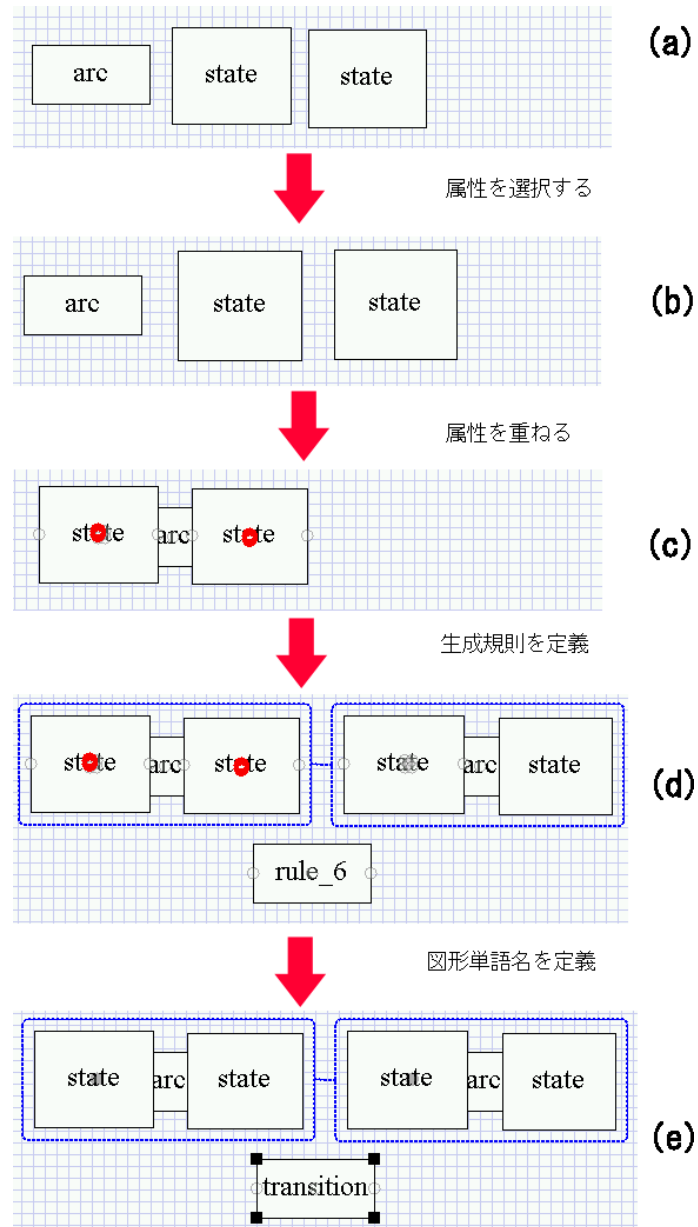 arc state state (a)
属性を選択する
arc state state (b)
属性を重ねる
state arc state (c)
生成規則を定義
state arc state state arc state (d)
rule_6
図形単語名を定義
state arc state state arc state (e)
transition